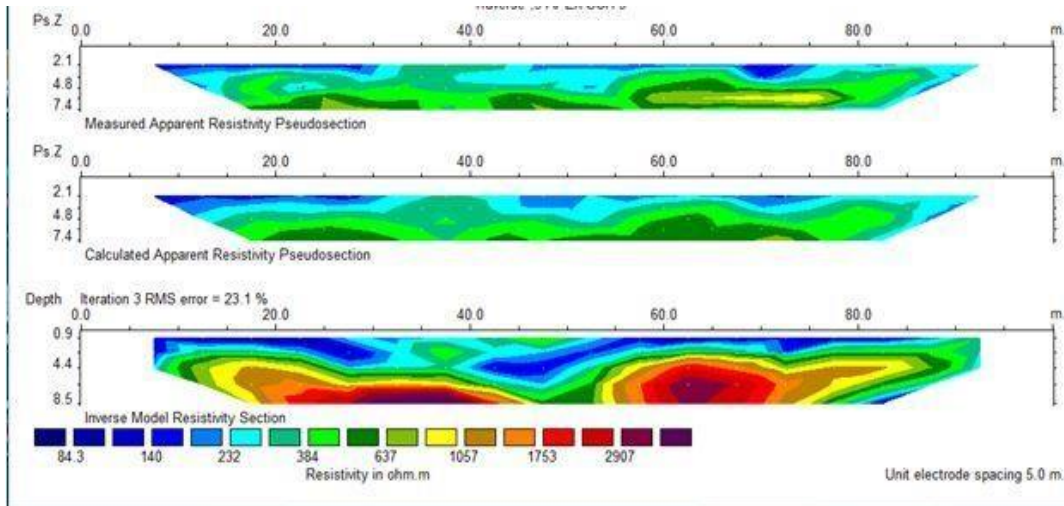 Ps.Z 0.0 20.0 40.0 60.0 80.0 m.
2.1
4.8
7.4
Measured Apparent Resistivity Pseudosection
Ps.Z 0.0 20.0 40.0 60.0 80.0 m.
2.1
4.8
7.4
Calculated Apparent Resistivity Pseudosection
Depth Iteration 3 RMS error = 23.1 %
0.0 20.0 40.0 60.0 80.0 m.
0.9
4.4
8.5
Inverse Model Resistivity Section
84.3 140 232 384 637 1057 1753 2907
Resistivity in ohm.m Unit electrode spacing 5.0 m.